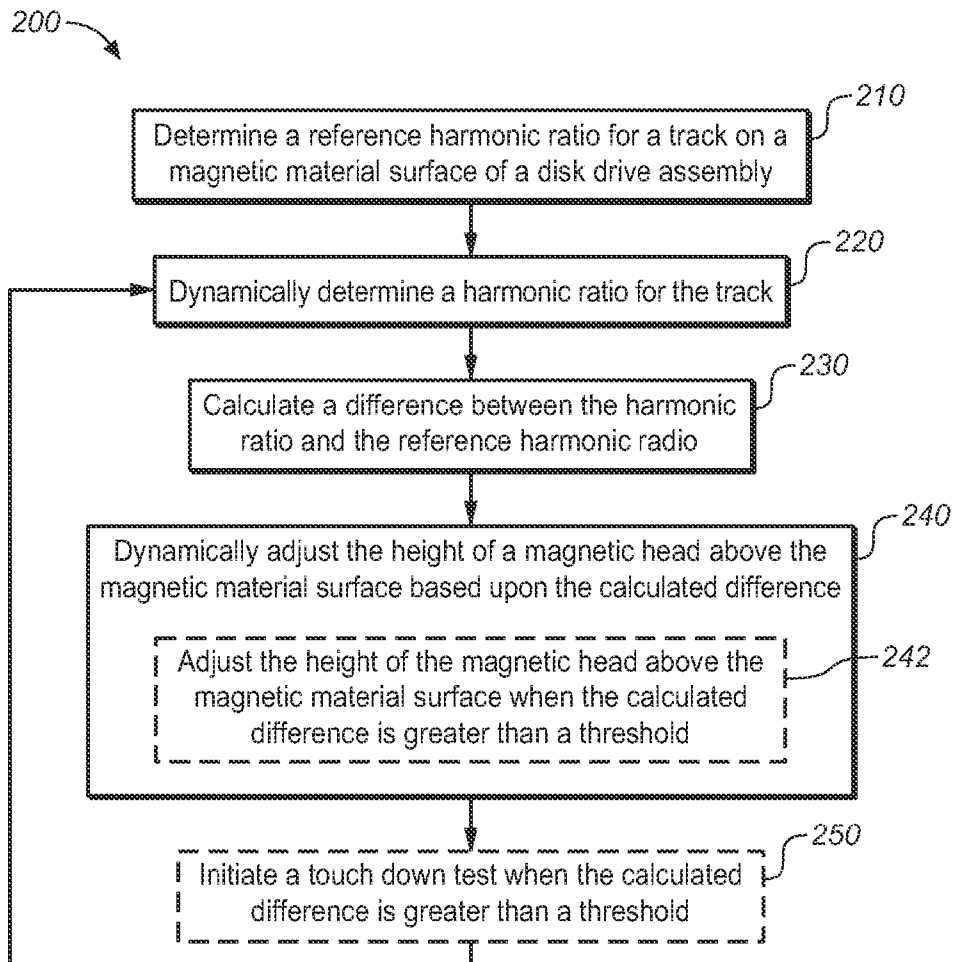 200
210
Determine a reference harmonic ratio for a track on a
magnetic material surface of a disk drive assembly
220
Dynamically determine a harmonic ratio for the track
230
Calculate a difference between the harmonic
ratio and the reference harmonic radio
240
Dynamically adjust the height of a magnetic head above the
magnetic material surface based upon the calculated difference
242
Adjust the height of the magnetic head above the
magnetic material surface when the calculated
difference is greater than a threshold
250
Initiate a touch down test when the calculated
difference is greater than a threshold